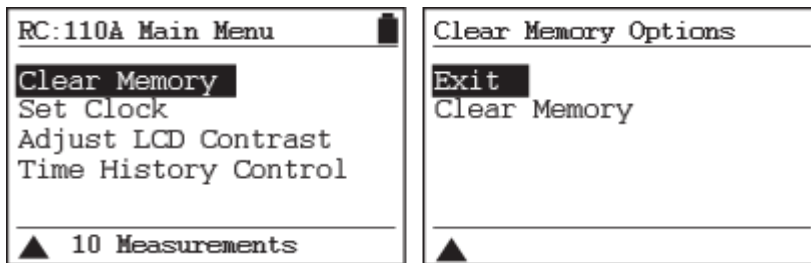 RC:110A Main Menu
Clear Memory
Set Clock
Adjust LCD Contrast
Time History Control
10 Measurements
Clear Memory Options
Exit
Clear Memory